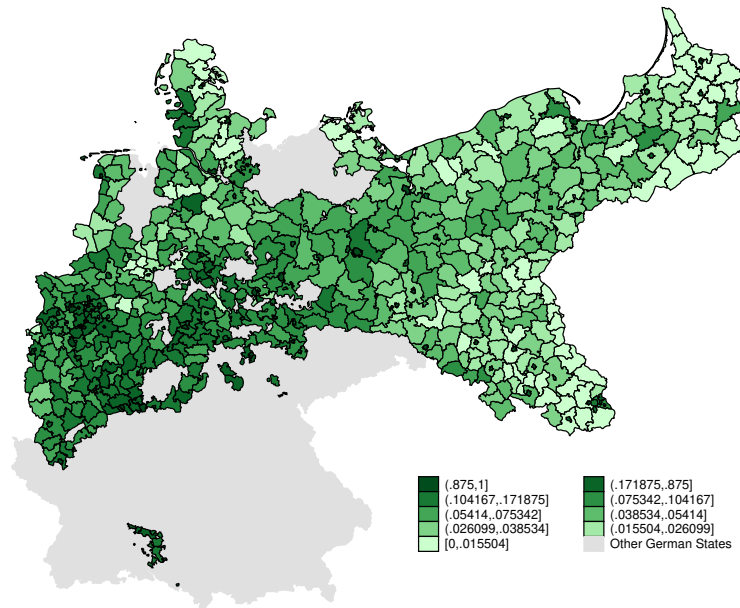 (.875,1] (.171875,.875]
(.104167,.171875] (.075342,.104167]
(.05414,.075342] (.038534,.05414]
(.026099,.038534] (.015504,.026099]
[0,.015504] Other German States